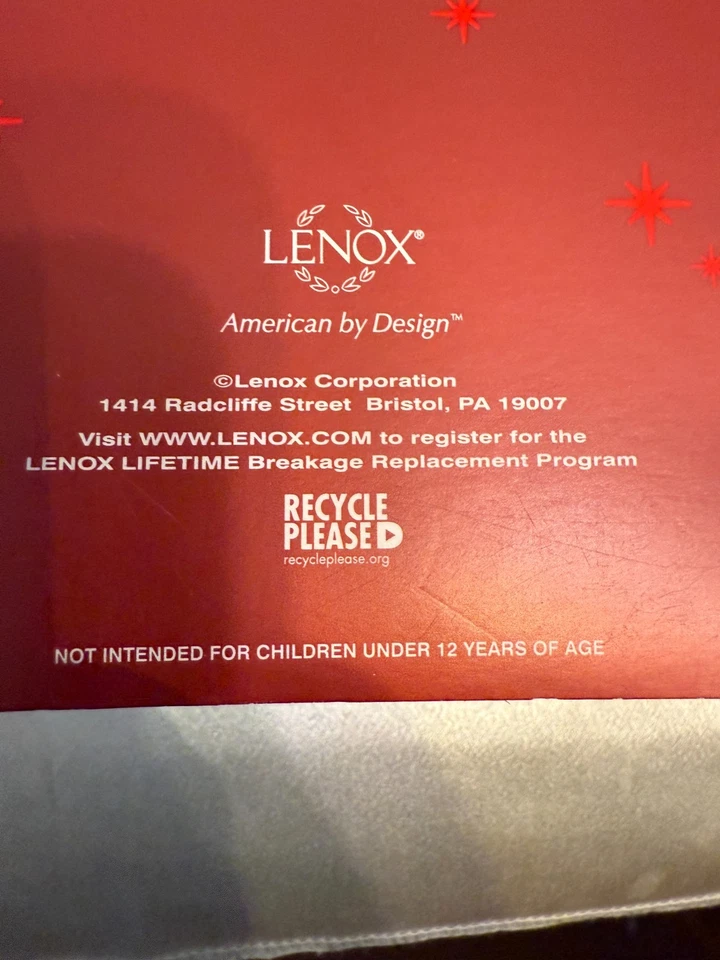 LENOX®
American by Design™
©Lenox Corporation
1414 Radcliffe Street Bristol, PA 19007
Visit WWW.LENOX.COM to register for the
LENOX LIFETIME Breakage Replacement Program
RECYCLE
PLEASE
recycleplease.org
NOT INTENDED FOR CHILDREN UNDER 12 YEARS OF AGE